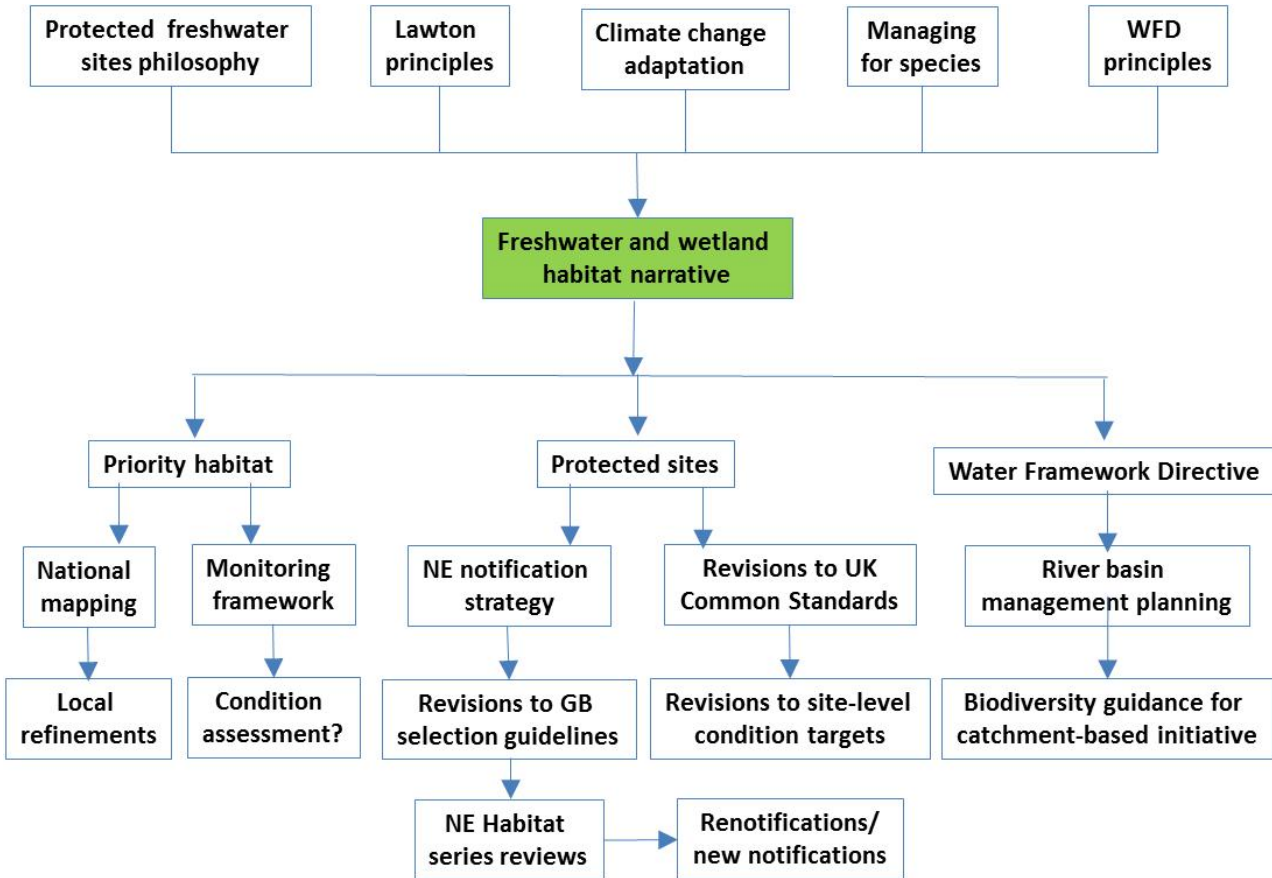 Protected freshwater
sites philosophy
Lawton
principles
Climate change
adaptation
Managing
for species
WFD
principles
Freshwater and wetland
habitat narrative
Priority habitat
Protected sites
Water Framework Directive
National
mapping
Monitoring
framework
NE notification
strategy
Revisions to UK
Common Standards
River basin
management planning
Local
refinements
Condition
assessment?
Revisions to GB
selection guidelines
Revisions to site-level
condition targets
Biodiversity guidance for
catchment-based initiative
NE Habitat
series reviews
Renotifications/
new notifications